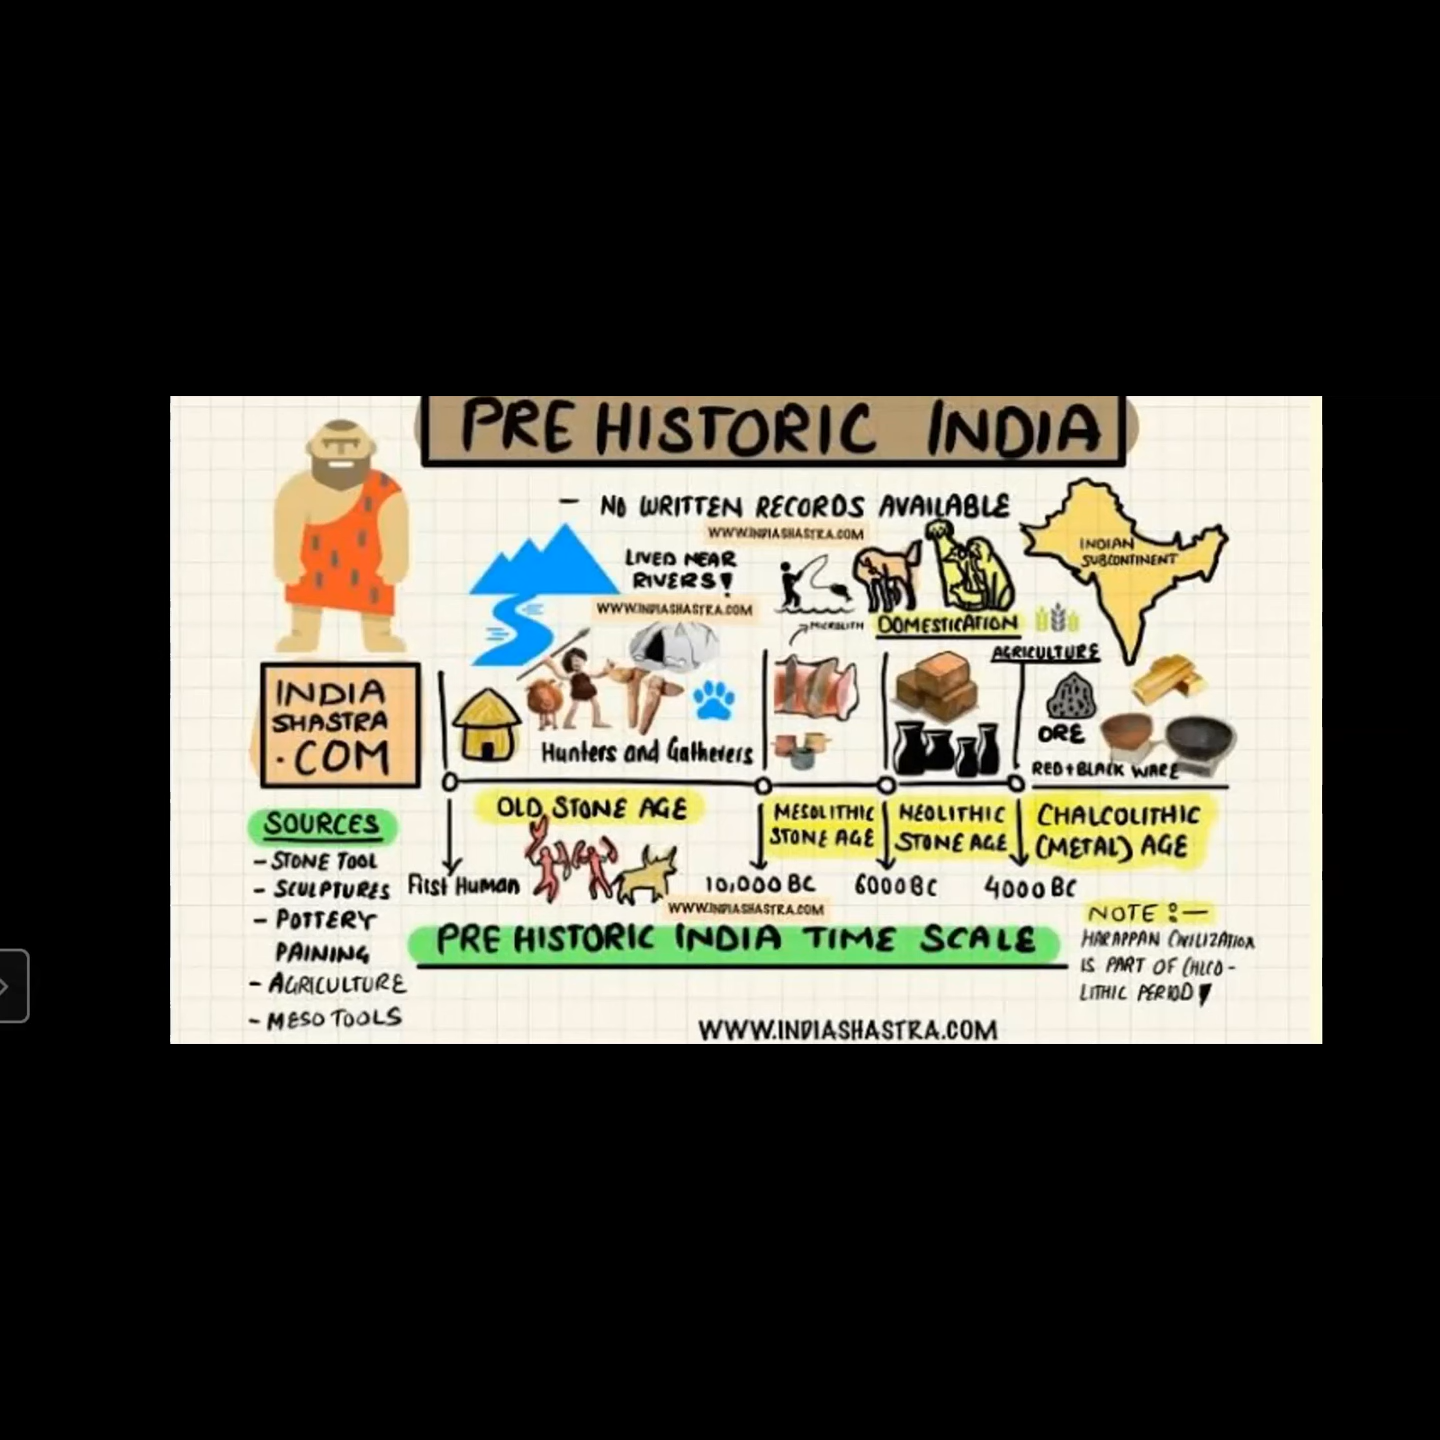 PRE HISTORIC INDIA
- NO WRITTEN RECORDS AVAILABLE
WWW.INDIASHASTRA.COM
LIVED NEAR
RIVERS!
WWW.INDIASHASTRA.COM
INDIAN
SUBCONTINENT
MICROLITH
DOMESTICATION
AGRICULTURE
INDIA
SHASTRA
.COM
Hunters and Gatherers
ORE
RED + BLACK WARE
OLD STONE AGE
MESOLITHIC
STONE AGE
NEOLITHIC
STONE AGE
CHALCOLITHIC
(METAL) AGE
First Human
10,000 BC
6000 BC
4000 BC
WWW.INDIASHASTRA.COM
PRE HISTORIC INDIA TIME SCALE
SOURCES
- STONE TOOL
- SCULPTURES
- POTTERY
PAINING
- AGRICULTURE
- MESO TOOLS
NOTE :-
HARAPPAN CIVILIZATION
IS PART OF CHLCO-
LITHIC PERIOD!
WWW.INDIASHASTRA.COM